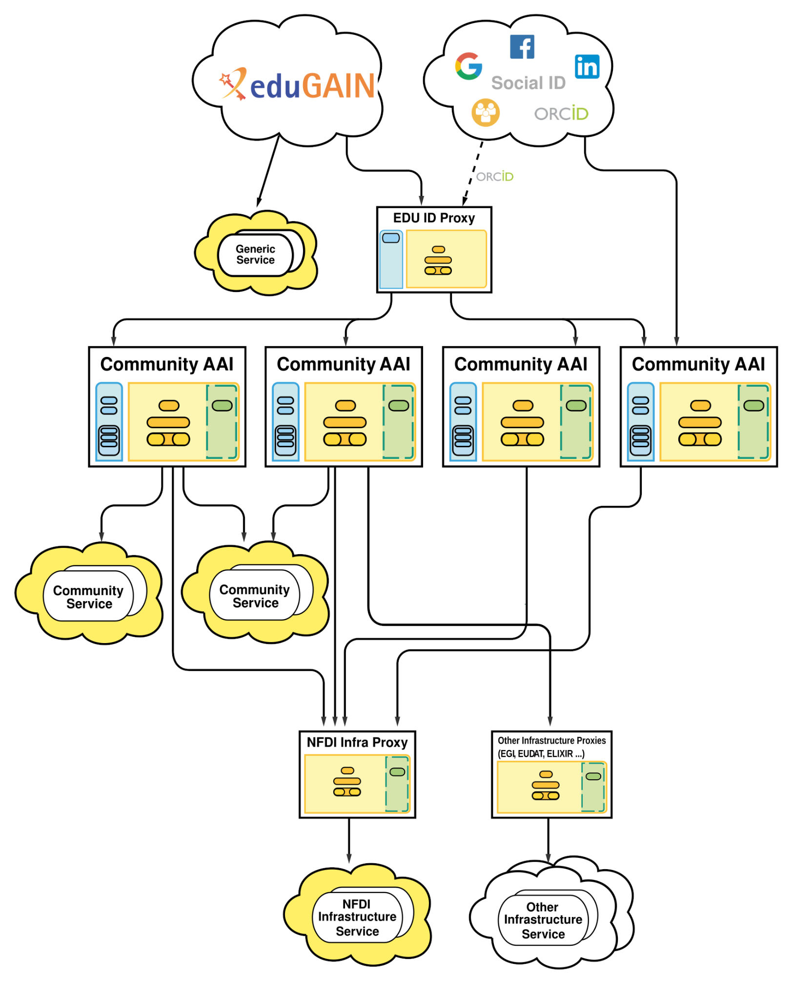 eduGAIN
Social ID
in
ORCID
ORCID
EDU ID Proxy
Generic
Service
Community AAI
Community AAI
Community AAI
Community AAI
Community
Service
Community
Service
NFDI Infra Proxy
Other Infrastructure Proxies
(EGI, EUDAT, ELIXIR ...)
NFDI
Infrastructure
Service
Other
Infrastructure
Service